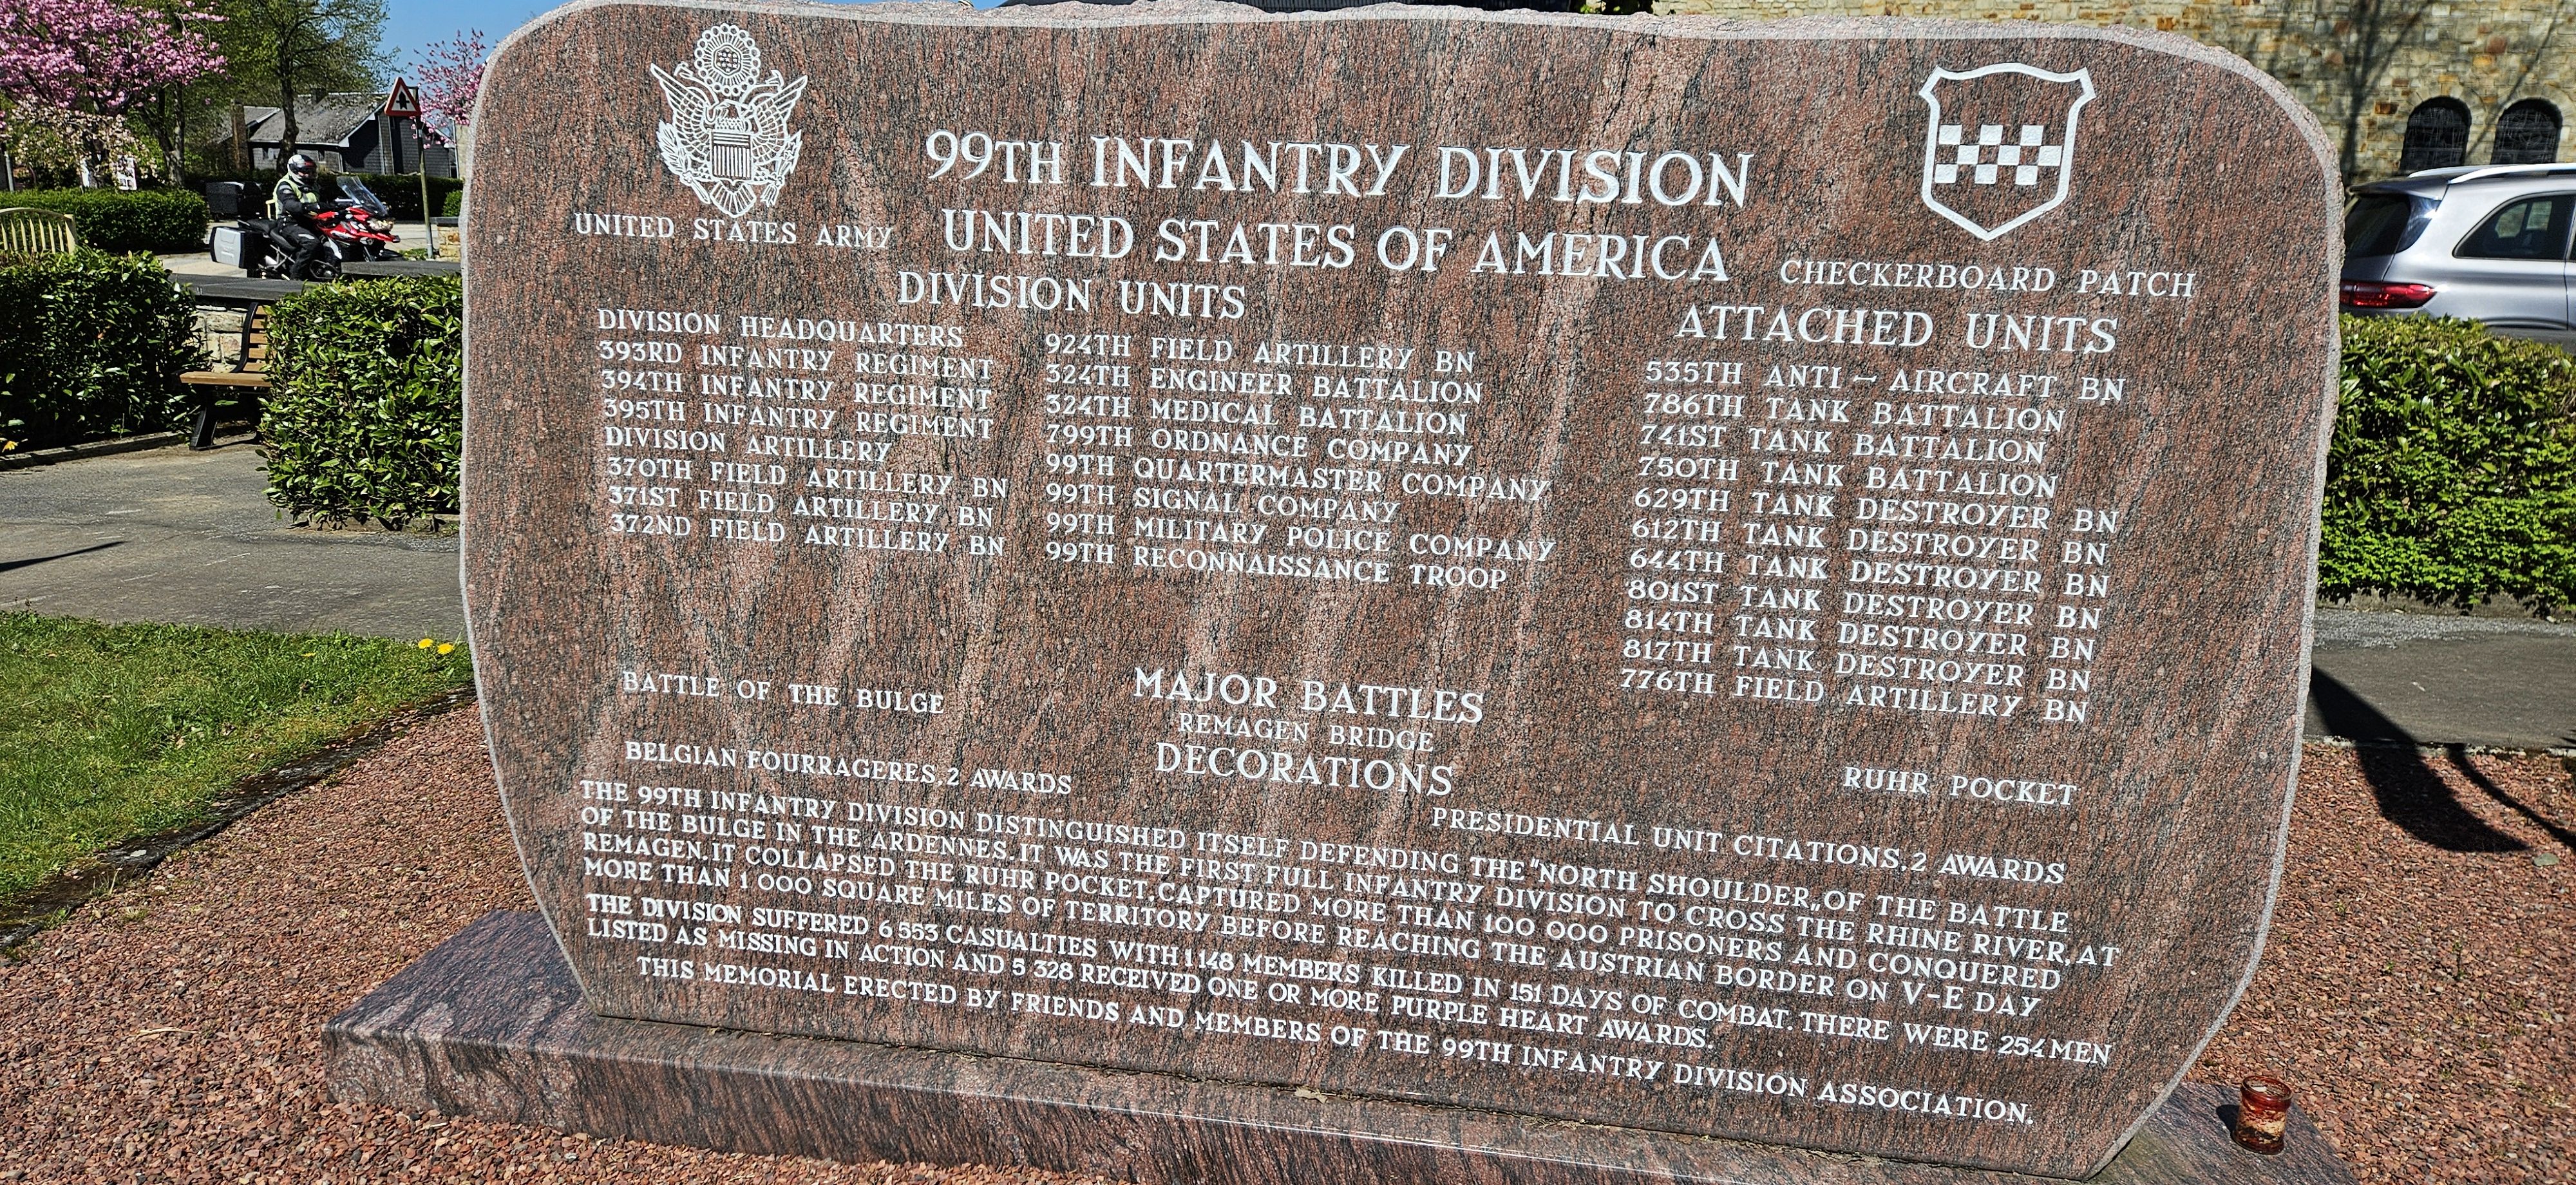 UNITED STATES ARMY
99TH INFANTRY DIVISION
UNITED STATES OF AMERICA
CHECKERBOARD PATCH
DIVISION UNITS
DIVISION HEADQUARTERS
393RD INFANTRY REGIMENT
394TH INFANTRY REGIMENT
395TH INFANTRY REGIMENT
DIVISION ARTILLERY
370TH FIELD ARTILLERY BN
371ST FIELD ARTILLERY BN
372ND FIELD ARTILLERY BN
924TH FIELD ARTILLERY BN
324TH ENGINEER BATTALION
324TH MEDICAL BATTALION
799TH ORDNANCE COMPANY
99TH QUARTERMASTER COMPANY
99TH SIGNAL COMPANY
99TH MILITARY POLICE COMPANY
99TH RECONNAISSANCE TROOP
ATTACHED UNITS
535TH ANTI - AIRCRAFT BN
786TH TANK BATTALION
741ST TANK BATTALION
750TH TANK BATTALION
629TH TANK DESTROYER BN
612TH TANK DESTROYER BN
644TH TANK DESTROYER BN
801ST TANK DESTROYER BN
814TH TANK DESTROYER BN
817TH TANK DESTROYER BN
776TH FIELD ARTILLERY BN
MAJOR BATTLES
BATTLE OF THE BULGE
REMAGEN BRIDGE
RUHR POCKET
DECORATIONS
BELGIAN FOURRAGERES, 2 AWARDS
PRESIDENTIAL UNIT CITATIONS, 2 AWARDS
THE 99TH INFANTRY DIVISION DISTINGUISHED ITSELF DEFENDING THE "NORTH SHOULDER„ OF THE BATTLE
OF THE BULGE IN THE ARDENNES. IT WAS THE FIRST FULL INFANTRY DIVISION TO CROSS THE RHINE RIVER, AT
REMAGEN. IT COLLAPSED THE RUHR POCKET, CAPTURED MORE THAN 100 000 PRISONERS AND CONQUERED
MORE THAN 1 000 SQUARE MILES OF TERRITORY BEFORE REACHING THE AUSTRIAN BORDER ON V-E DAY
THE DIVISION SUFFERED 6 553 CASUALTIES WITH 1 148 MEMBERS KILLED IN 151 DAYS OF COMBAT. THERE WERE 254 MEN
LISTED AS MISSING IN ACTION AND 5 328 RECEIVED ONE OR MORE PURPLE HEART AWARDS.
THIS MEMORIAL ERECTED BY FRIENDS AND MEMBERS OF THE 99TH INFANTRY DIVISION ASSOCIATION.